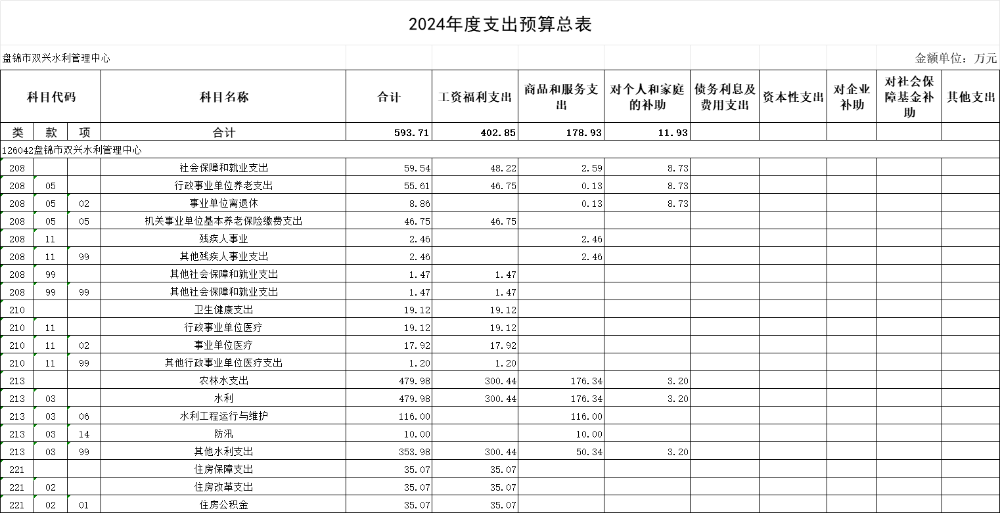 2024年度支出预算总表
盘锦市双兴水利管理中心 金额单位：万元
科目代码 科目名称 合计 工资福利支出 商品和服务支出 对个人和家庭的补助 债务利息及费用支出 资本性支出 对企业补助 对社会保障基金补助 其他支出
类 款 项 合计 593.71 402.85 178.93 11.93
126042盘锦市双兴水利管理中心
208 社会保障和就业支出 59.54 48.22 2.59 8.73
208 05 行政事业单位养老支出 55.61 46.75 0.13 8.73
208 05 02 事业单位离退休 8.86 0.13 8.73
208 05 05 机关事业单位基本养老保险缴费支出 46.75 46.75
208 11 残疾人事业 2.46 2.46
208 11 99 其他残疾人事业支出 2.46 2.46
208 99 其他社会保障和就业支出 1.47 1.47
208 99 99 其他社会保障和就业支出 1.47 1.47
210 卫生健康支出 19.12 19.12
210 11 行政事业单位医疗 19.12 19.12
210 11 02 事业单位医疗 17.92 17.92
210 11 99 其他行政事业单位医疗支出 1.20 1.20
213 农林水支出 479.98 300.44 176.34 3.20
213 03 水利 479.98 300.44 176.34 3.20
213 03 06 水利工程运行与维护 116.00 116.00
213 03 14 防汛 10.00 10.00
213 03 99 其他水利支出 353.98 300.44 50.34 3.20
221 住房保障支出 35.07 35.07
221 02 住房改革支出 35.07 35.07
221 02 01 住房公积金 35.07 35.07